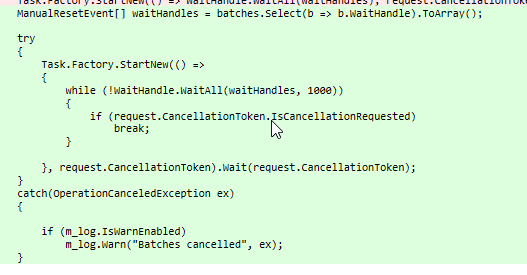 Task.Factory.StartNew(() => WaitHandle.WaitAll(waitHandles), request.CancellationToken
ManualResetEvent[] waitHandles = batches.Select(b => b.WaitHandle).ToArray();
try
{
Task.Factory.StartNew(() =>
{
while (!WaitHandle.WaitAll(waitHandles, 1000))
{
if (request.CancellationToken.IsCancellationRequested)
break;
}
}, request.CancellationToken).Wait(request.CancellationToken);
}
catch(OperationCanceledException ex)
{
if (m_log.IsWarnEnabled)
m_log.Warn("Batches cancelled", ex);
}